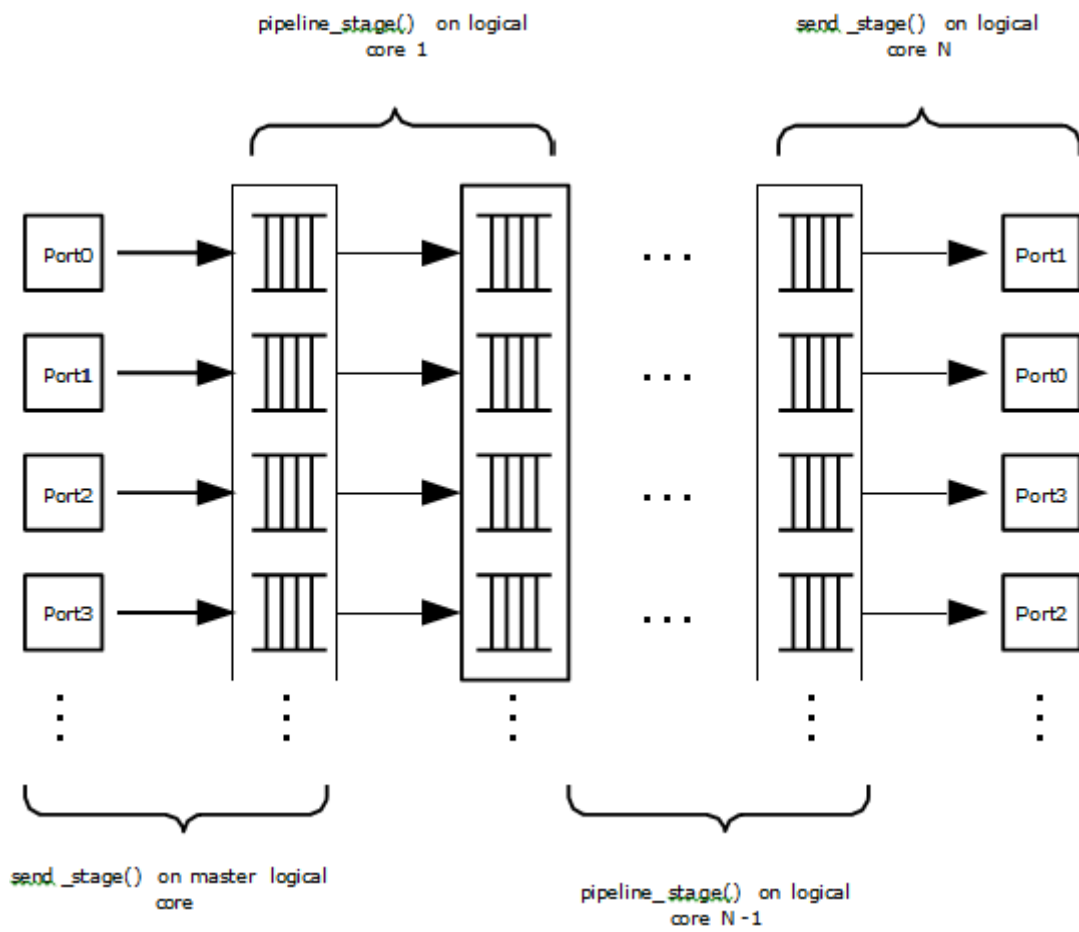 pipeline_stage() on logical
core 1
send _stage() on logical
core N
Port0
Port1
Port1
Port0
Port2
Port3
Port3
Port2
send _stage() on master logical
core
pipeline_stage() on logical
core N-1